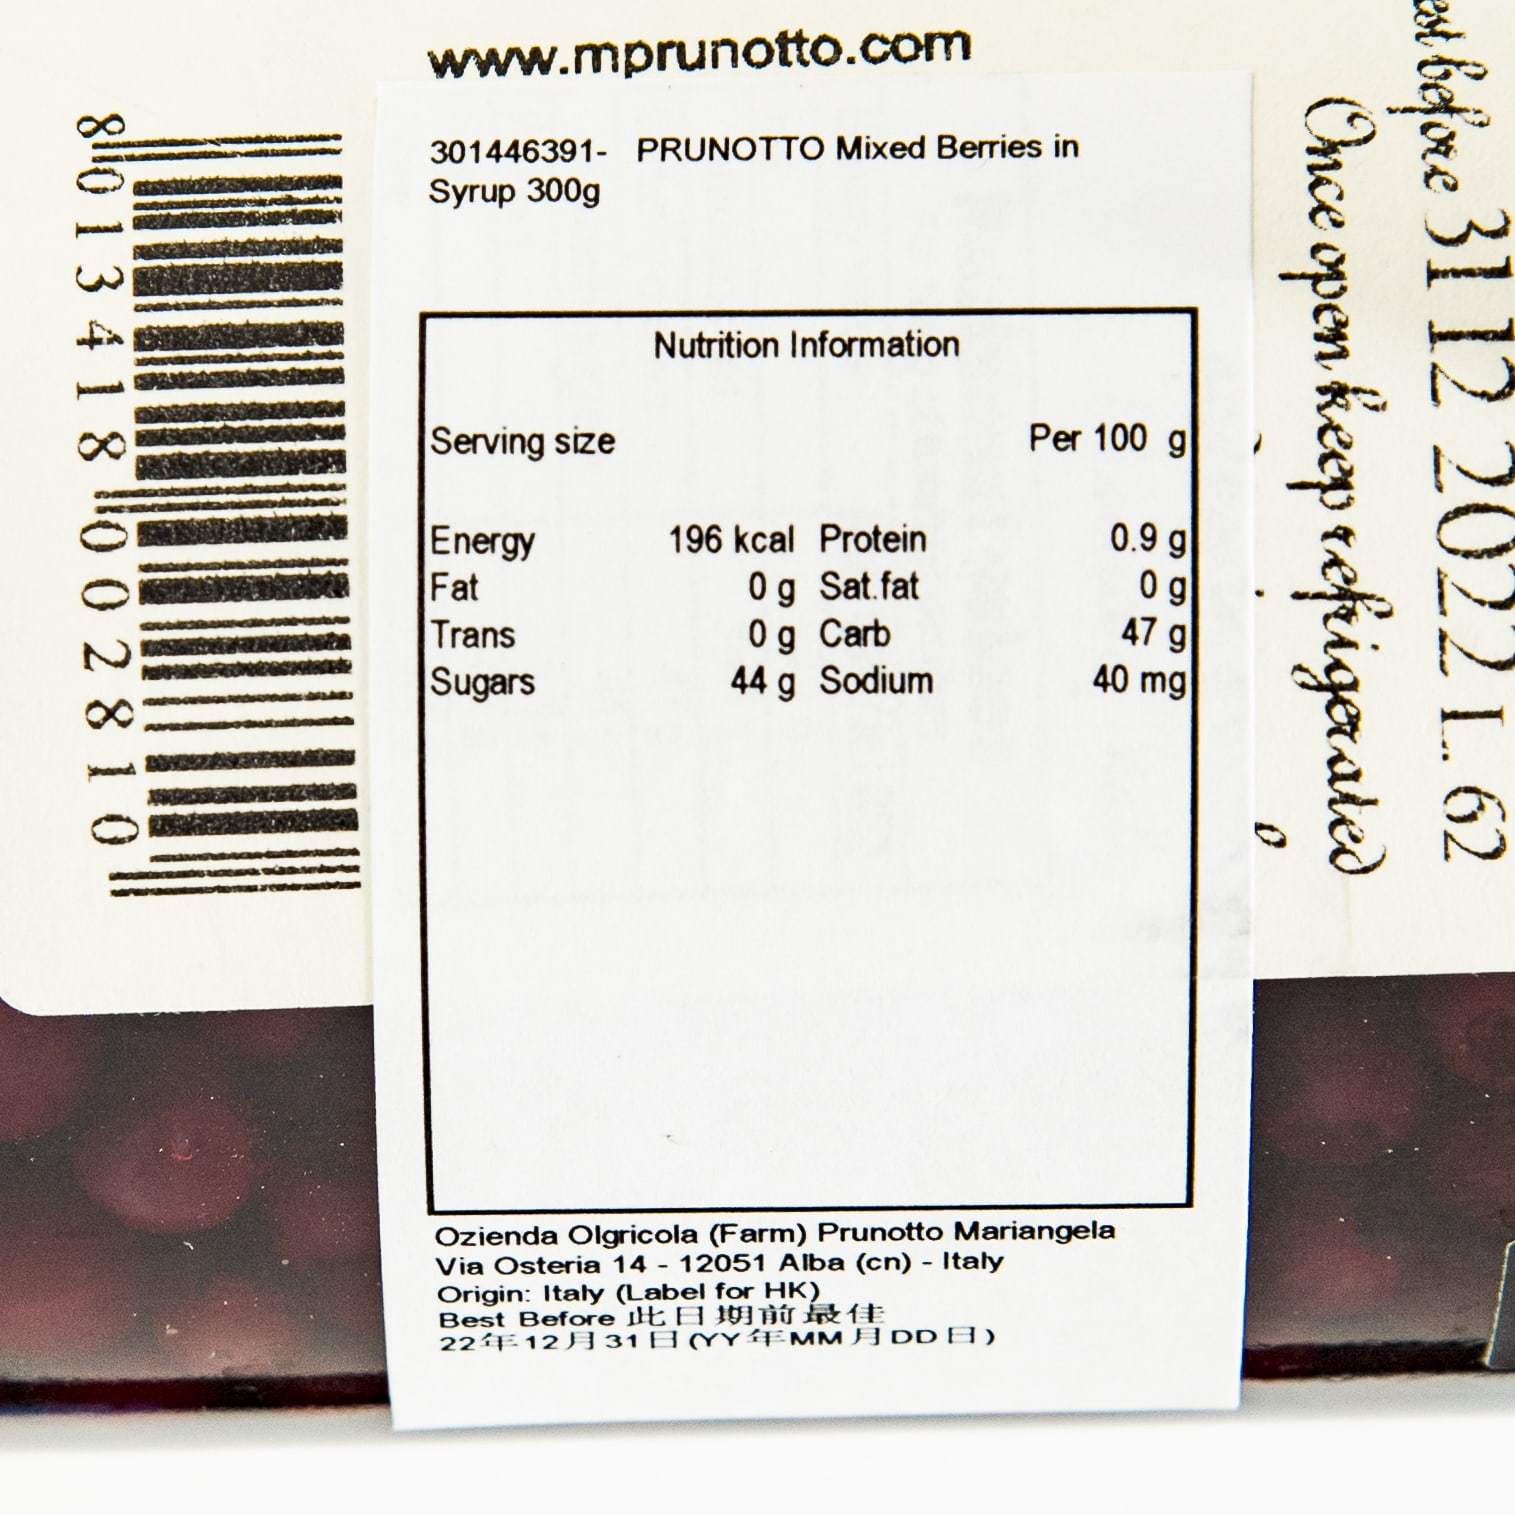 www.mprunotto.com
301446391- PRUNOTTO Mixed Berries in
Syrup 300g
Nutrition Information
Serving size Per 100 g
Energy 196 kcal Protein 0.9 g
Fat 0 g Sat.fat 0 g
Trans 0 g Carb 47 g
Sugars 44 g Sodium 40 mg
Ozienda Olgricola (Farm) Prunotto Mariangela
Via Osteria 14 - 12051 Alba (cn) - Italy
Origin: Italy (Label for HK)
Best Before 此日期前最佳
22年12月31日(YY年MM月DD日)
8 013418 002810
before 31 12 2022 L. 62
Once open keep refrigerated